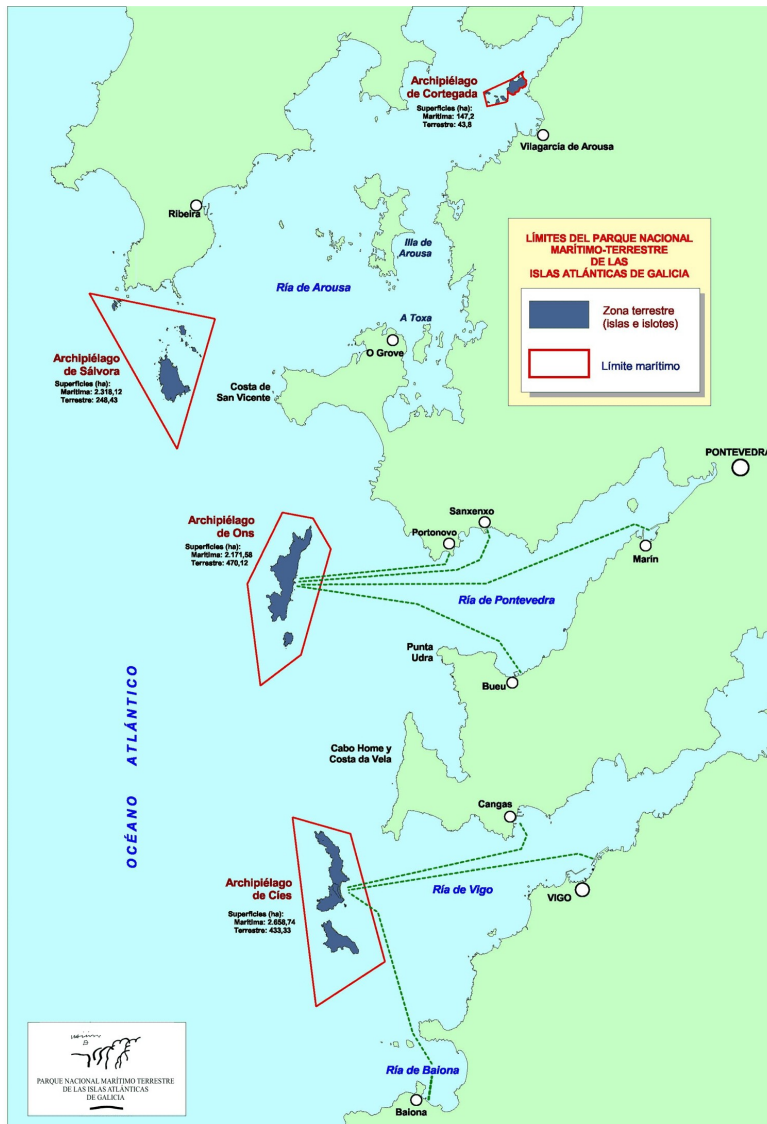 Archipiélago
de Cortegada
Superficies (ha):
Marítima: 147,2
Terrestre: 43,8
Vilagarcía de Arousa
Ribeira
Illa de
Arousa
LÍMITES DEL PARQUE NACIONAL
MARÍTIMO-TERRESTRE
DE LAS
ISLAS ATLÁNTICAS DE GALICIA
Zona terrestre
(islas e islotes)
Límite marítimo
Ría de Arousa
A Toxa
O Grove
Archipiélago
de Sálvora
Superficies (ha):
Marítima: 2.318,12
Terrestre: 248,43
Costa de
San Vicente
PONTEVEDRA
Sanxenxo
Portonovo
Archipiélago
de Ons
Superficies (ha):
Marítima: 2.171,58
Terrestre: 470,12
Marín
Ría de Pontevedra
Punta
Udra
Bueu
OCÉANO ATLÁNTICO
Cabo Home y
Costa da Vela
Cangas
Archipiélago
de Cíes
Superficies (ha):
Marítima: 2.658,74
Terrestre: 433,33
Ría de Vigo
VIGO
Ría de Baiona
Baiona
PARQUE NACIONAL MARÍTIMO TERRESTRE
DE LAS ISLAS ATLÁNTICAS
DE GALICIA